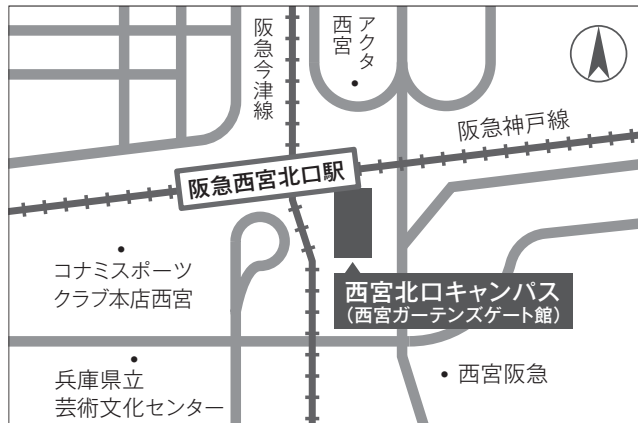 アクタ
西宮
阪急今津線
阪急神戸線
阪急西宮北口駅
コナミスポーツ
クラブ本店西宮
西宮北口キャンパス
(西宮ガーデンズゲート館)
兵庫県立
芸術文化センター
西宮阪急